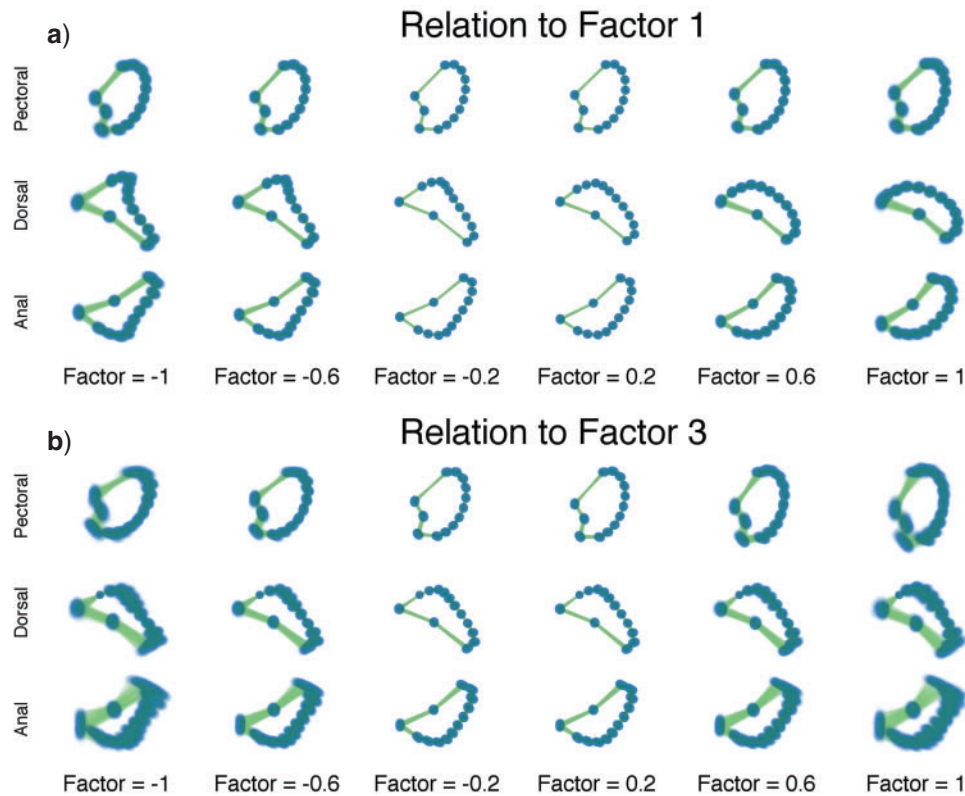 a)
Relation to Factor 1
Pectoral
Dorsal
Anal
Factor = -1 Factor = -0.6 Factor = -0.2 Factor = 0.2 Factor = 0.6 Factor = 1
b)
Relation to Factor 3
Pectoral
Dorsal
Anal
Factor = -1 Factor = -0.6 Factor = -0.2 Factor = 0.2 Factor = 0.6 Factor = 1